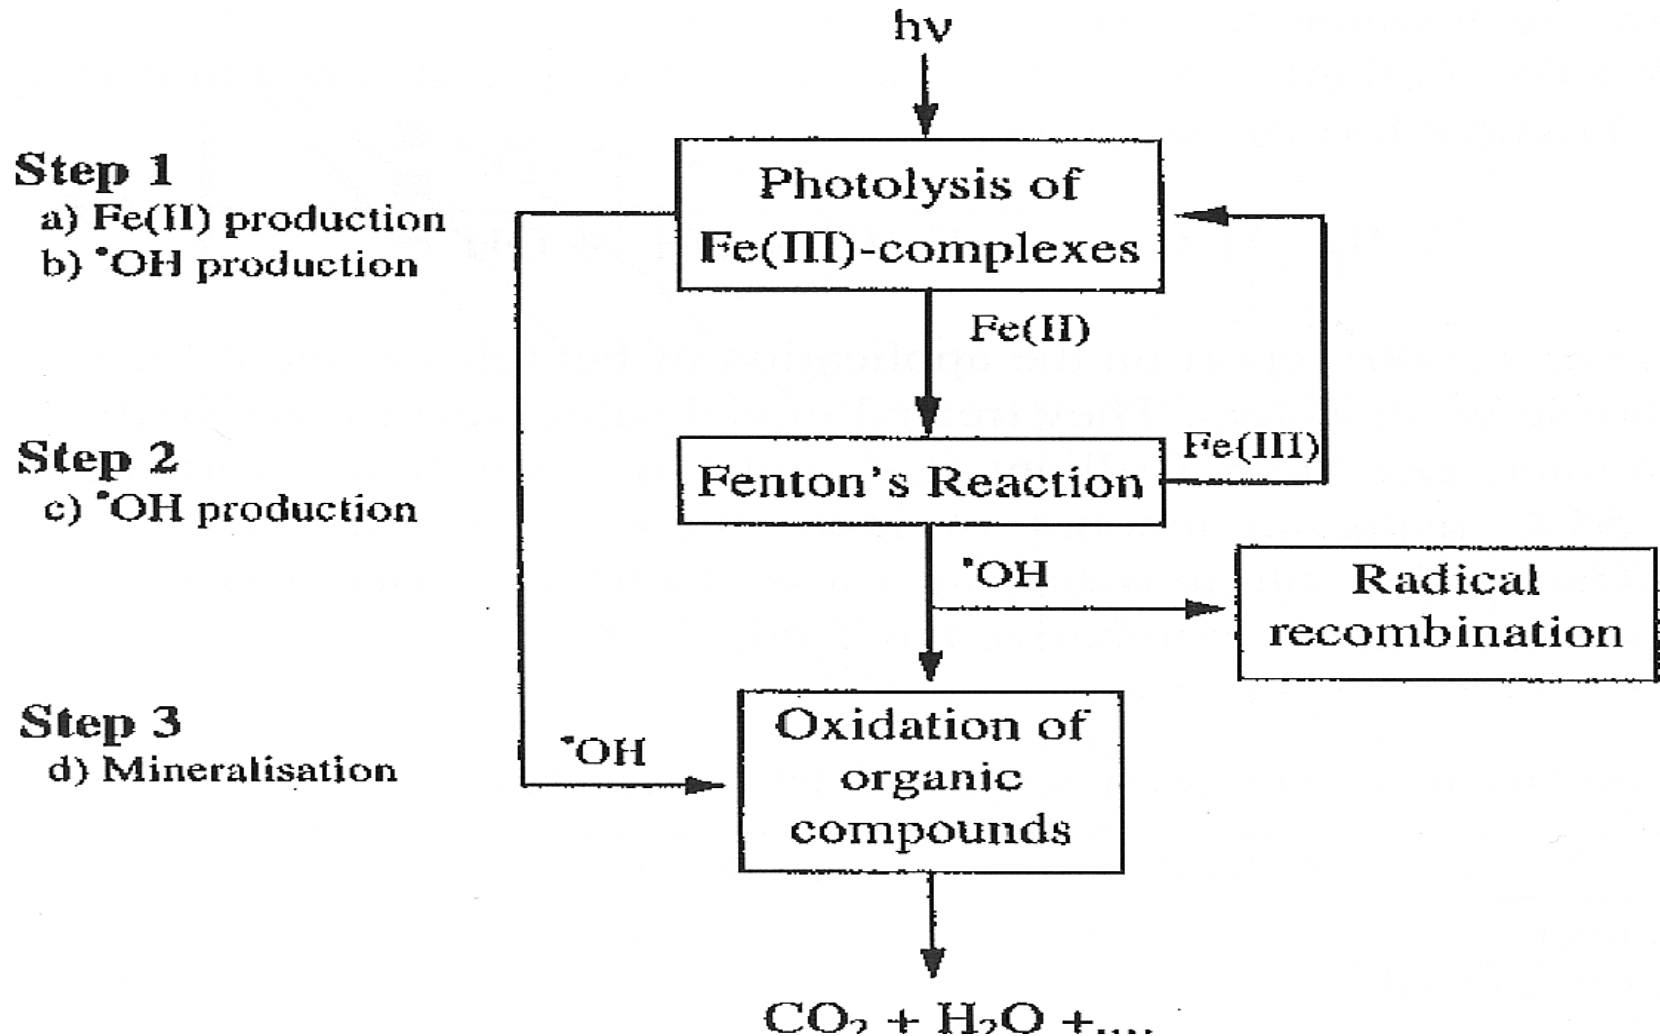 hν
Step 1
a) Fe(II) production
b) •OH production
Photolysis of
Fe(III)-complexes
Fe(II)
Step 2
c) •OH production
Fenton's Reaction
Fe(III)
•OH
Radical
recombination
Step 3
d) Mineralisation
•OH
Oxidation of
organic
compounds
CO₂ + H₂O +....